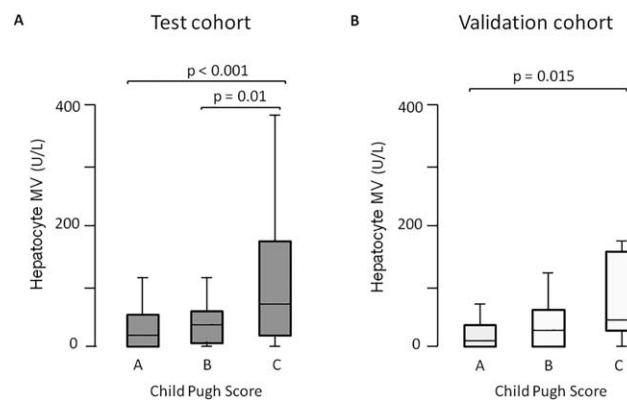 A Test cohort
p < 0.001
p = 0.01
Hepatocyte MV (U/L)
400
200
0
A B C
Child Pugh Score
B Validation cohort
p = 0.015
Hepatocyte MV (U/L)
400
200
0
A B C
Child Pugh Score